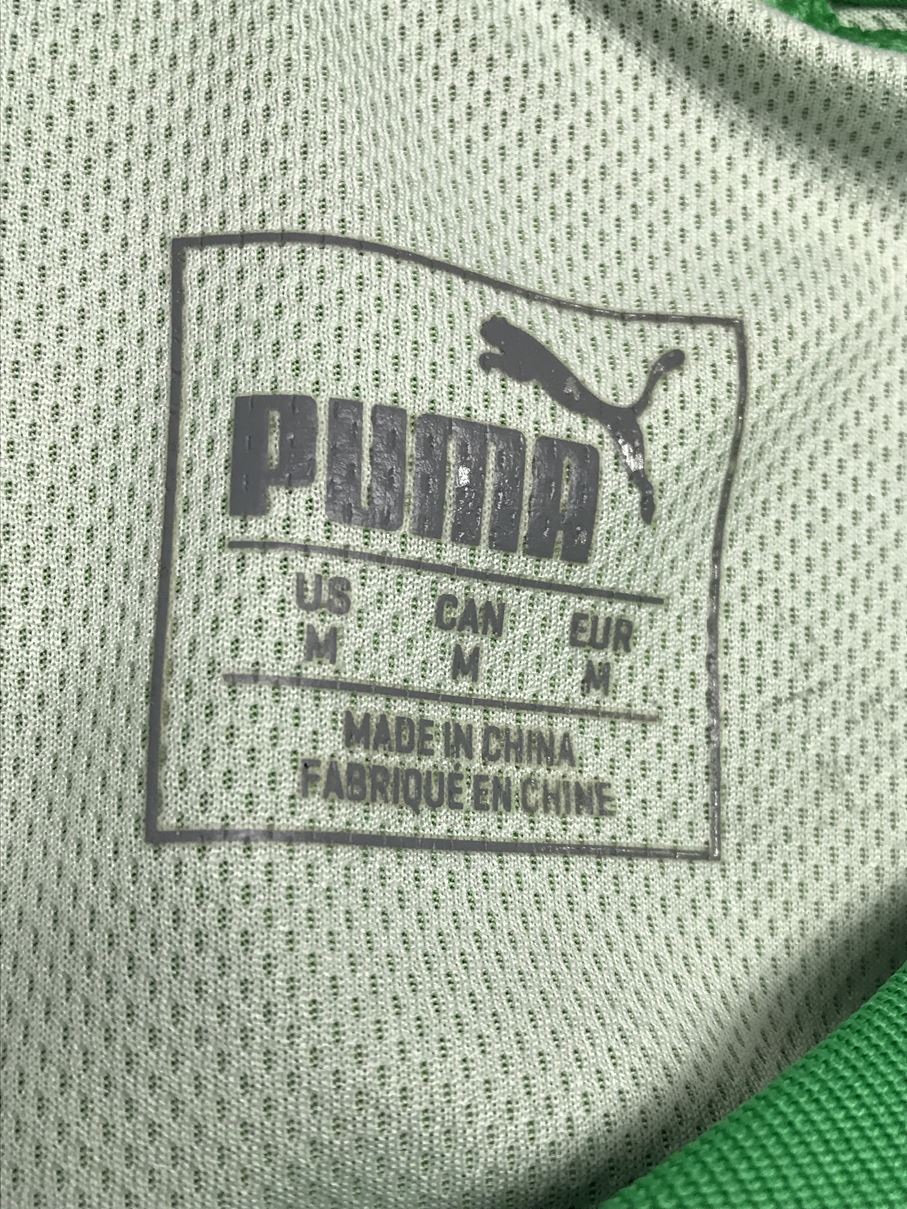 PUMA
US CAN EUR
M M M
MADE IN CHINA
FABRIQUÉ EN CHINE